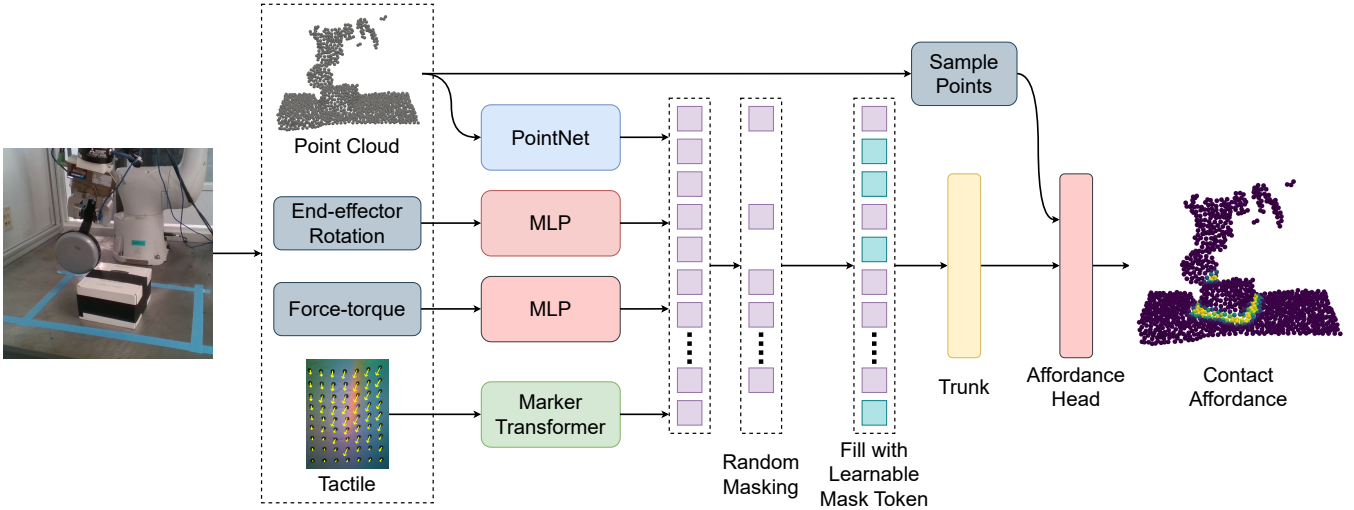 Point Cloud
End-effector
Rotation
Force-torque
Tactile
PointNet
MLP
MLP
Marker
Transformer
Random
Masking
Fill with
Learnable
Mask Token
Sample
Points
Trunk
Affordance
Head
Contact
Affordance